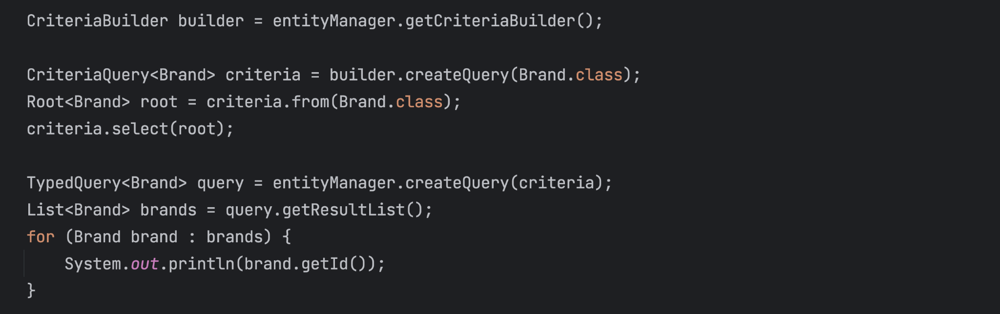 CriteriaBuilder builder = entityManager.getCriteriaBuilder();
CriteriaQuery<Brand> criteria = builder.createQuery(Brand.class);
Root<Brand> root = criteria.from(Brand.class);
criteria.select(root);
TypedQuery<Brand> query = entityManager.createQuery(criteria);
List<Brand> brands = query.getResultList();
for (Brand brand : brands) {
    System.out.println(brand.getId());
}